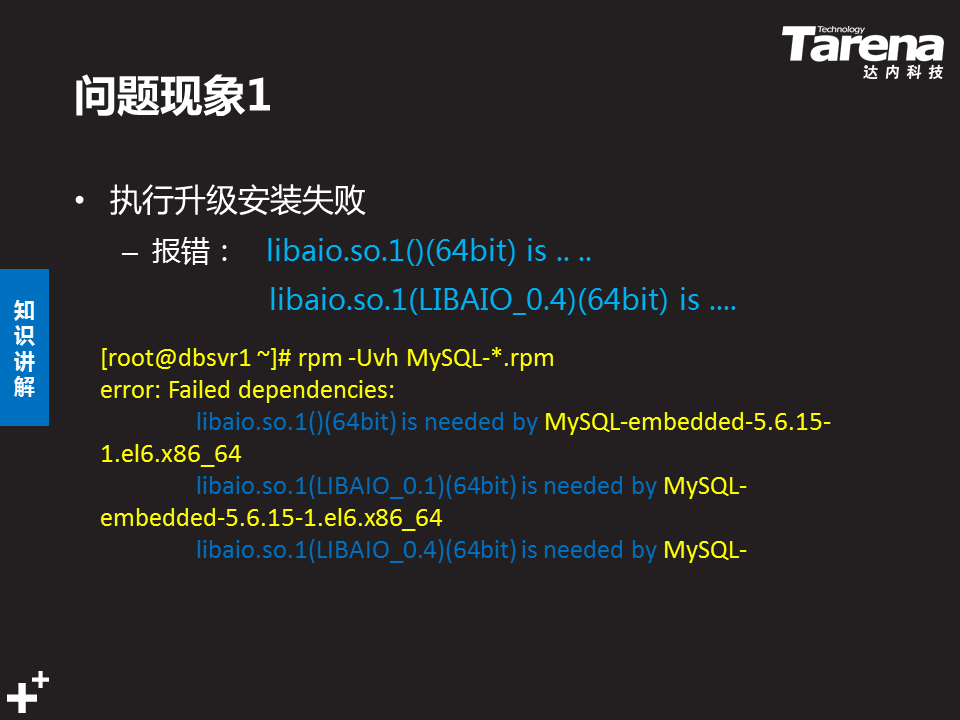 Technology
Tarena
达内科技
问题现象1
• 执行升级安装失败
– 报错： libaio.so.1()(64bit) is .. ..
libaio.so.1(LIBAIO_0.4)(64bit) is ....
知
识
讲
解
[root@dbsvr1 ~]# rpm -Uvh MySQL-*.rpm
error: Failed dependencies:
libaio.so.1()(64bit) is needed by MySQL-embedded-5.6.15-
1.el6.x86_64
libaio.so.1(LIBAIO_0.1)(64bit) is needed by MySQL-
embedded-5.6.15-1.el6.x86_64
libaio.so.1(LIBAIO_0.4)(64bit) is needed by MySQL-